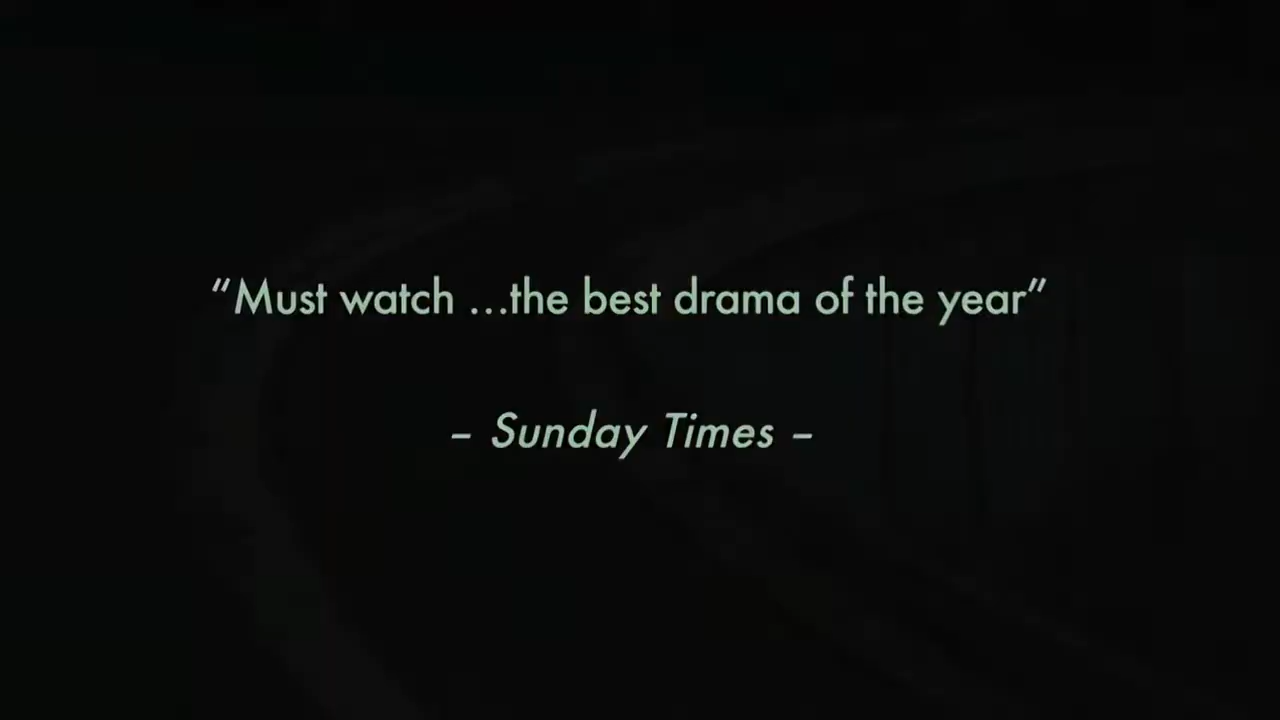 “Must watch ...the best drama of the year”
– Sunday Times –